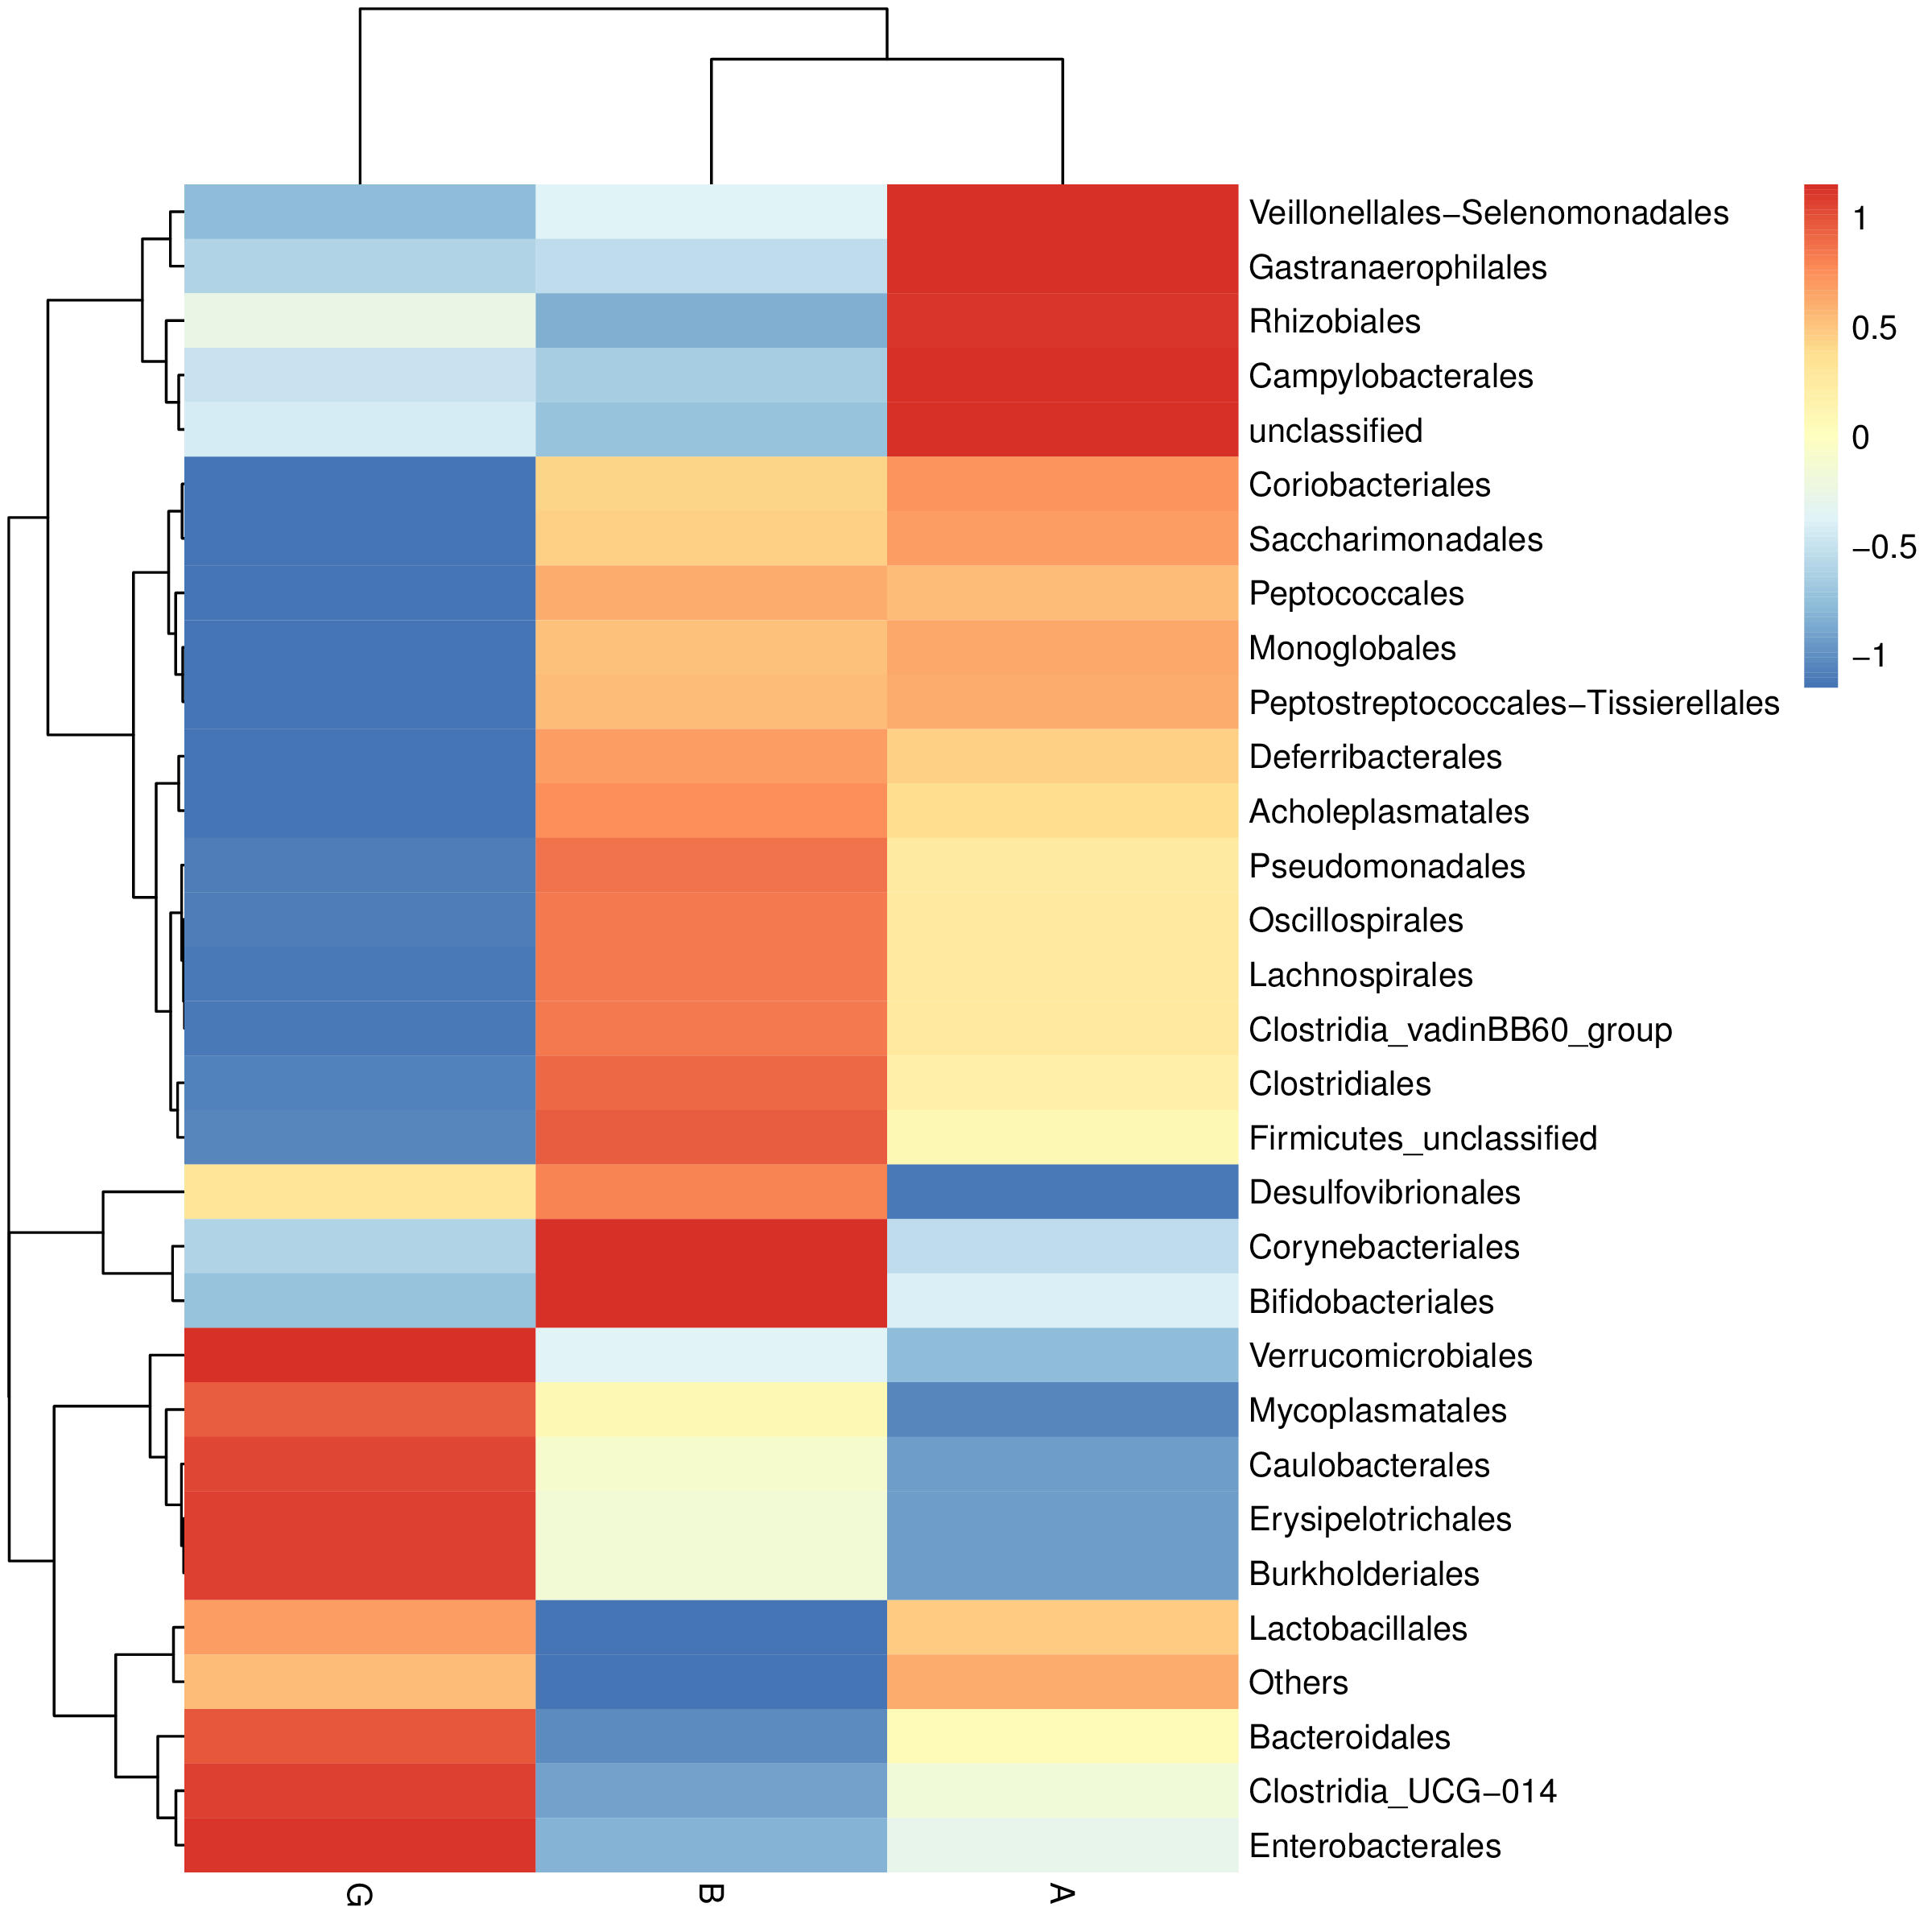 Veillonellales−Selenomonadales
Gastranaerophilales
Rhizobiales
Campylobacterales
unclassified
Coriobacteriales
Saccharimonadales
Peptococcales
Monoglobales
Peptostreptococcales−Tissierellales
Deferribacterales
Acholeplasmatales
Pseudomonadales
Oscillospirales
Lachnospirales
Clostridia_vadinBB60_group
Clostridiales
Firmicutes_unclassified
Desulfovibrionales
Corynebacteriales
Bifidobacteriales
Verrucomicrobiales
Mycoplasmatales
Caulobacterales
Erysipelotrichales
Burkholderiales
Lactobacillales
Others
Bacteroidales
Clostridia_UCG−014
Enterobacterales
G
B
A
1
0.5
0
−0.5
−1